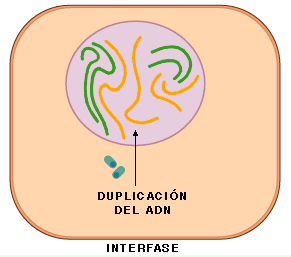 DUPLICACIÓN
DEL ADN
INTERFASE